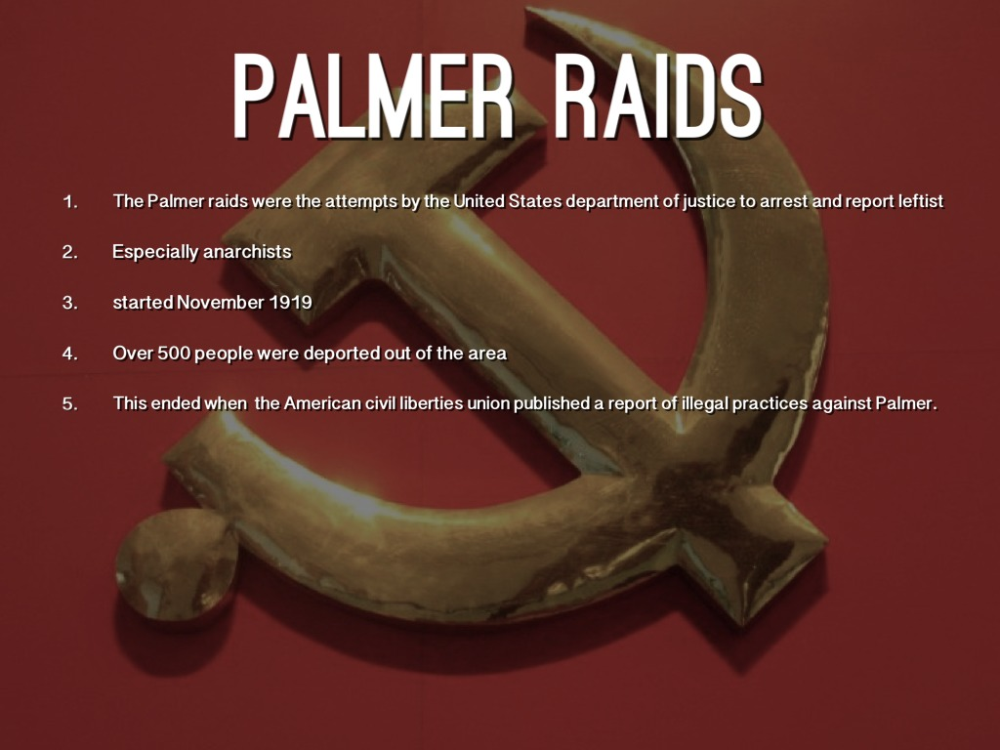 PALMER RAIDS
1. The Palmer raids were the attempts by the United States department of justice to arrest and report leftist
2. Especially anarchists
3. started November 1919
4. Over 500 people were deported out of the area
5. This ended when  the American civil liberties union published a report of illegal practices against Palmer.